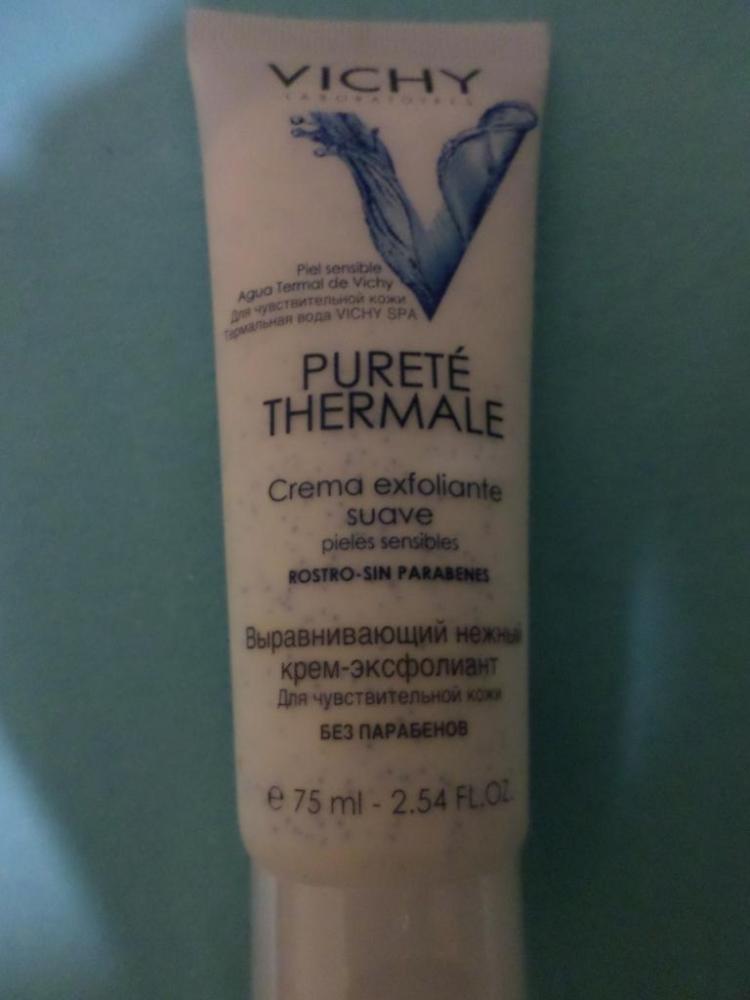 VICHY
LABORATOIRES
Piel sensible
Agua Termal de Vichy
Для чувствительной кожи
Термальная вода VICHY SPA
PURETÉ
THERMALE
Crema exfoliante
suave
pieles sensibles
ROSTRO-SIN PARABENES
Выравнивающий нежный
крем-эксфолиант
Для чувствительной кожи
БЕЗ ПАРАБЕНОВ
℮ 75 ml - 2.54 FL.OZ.